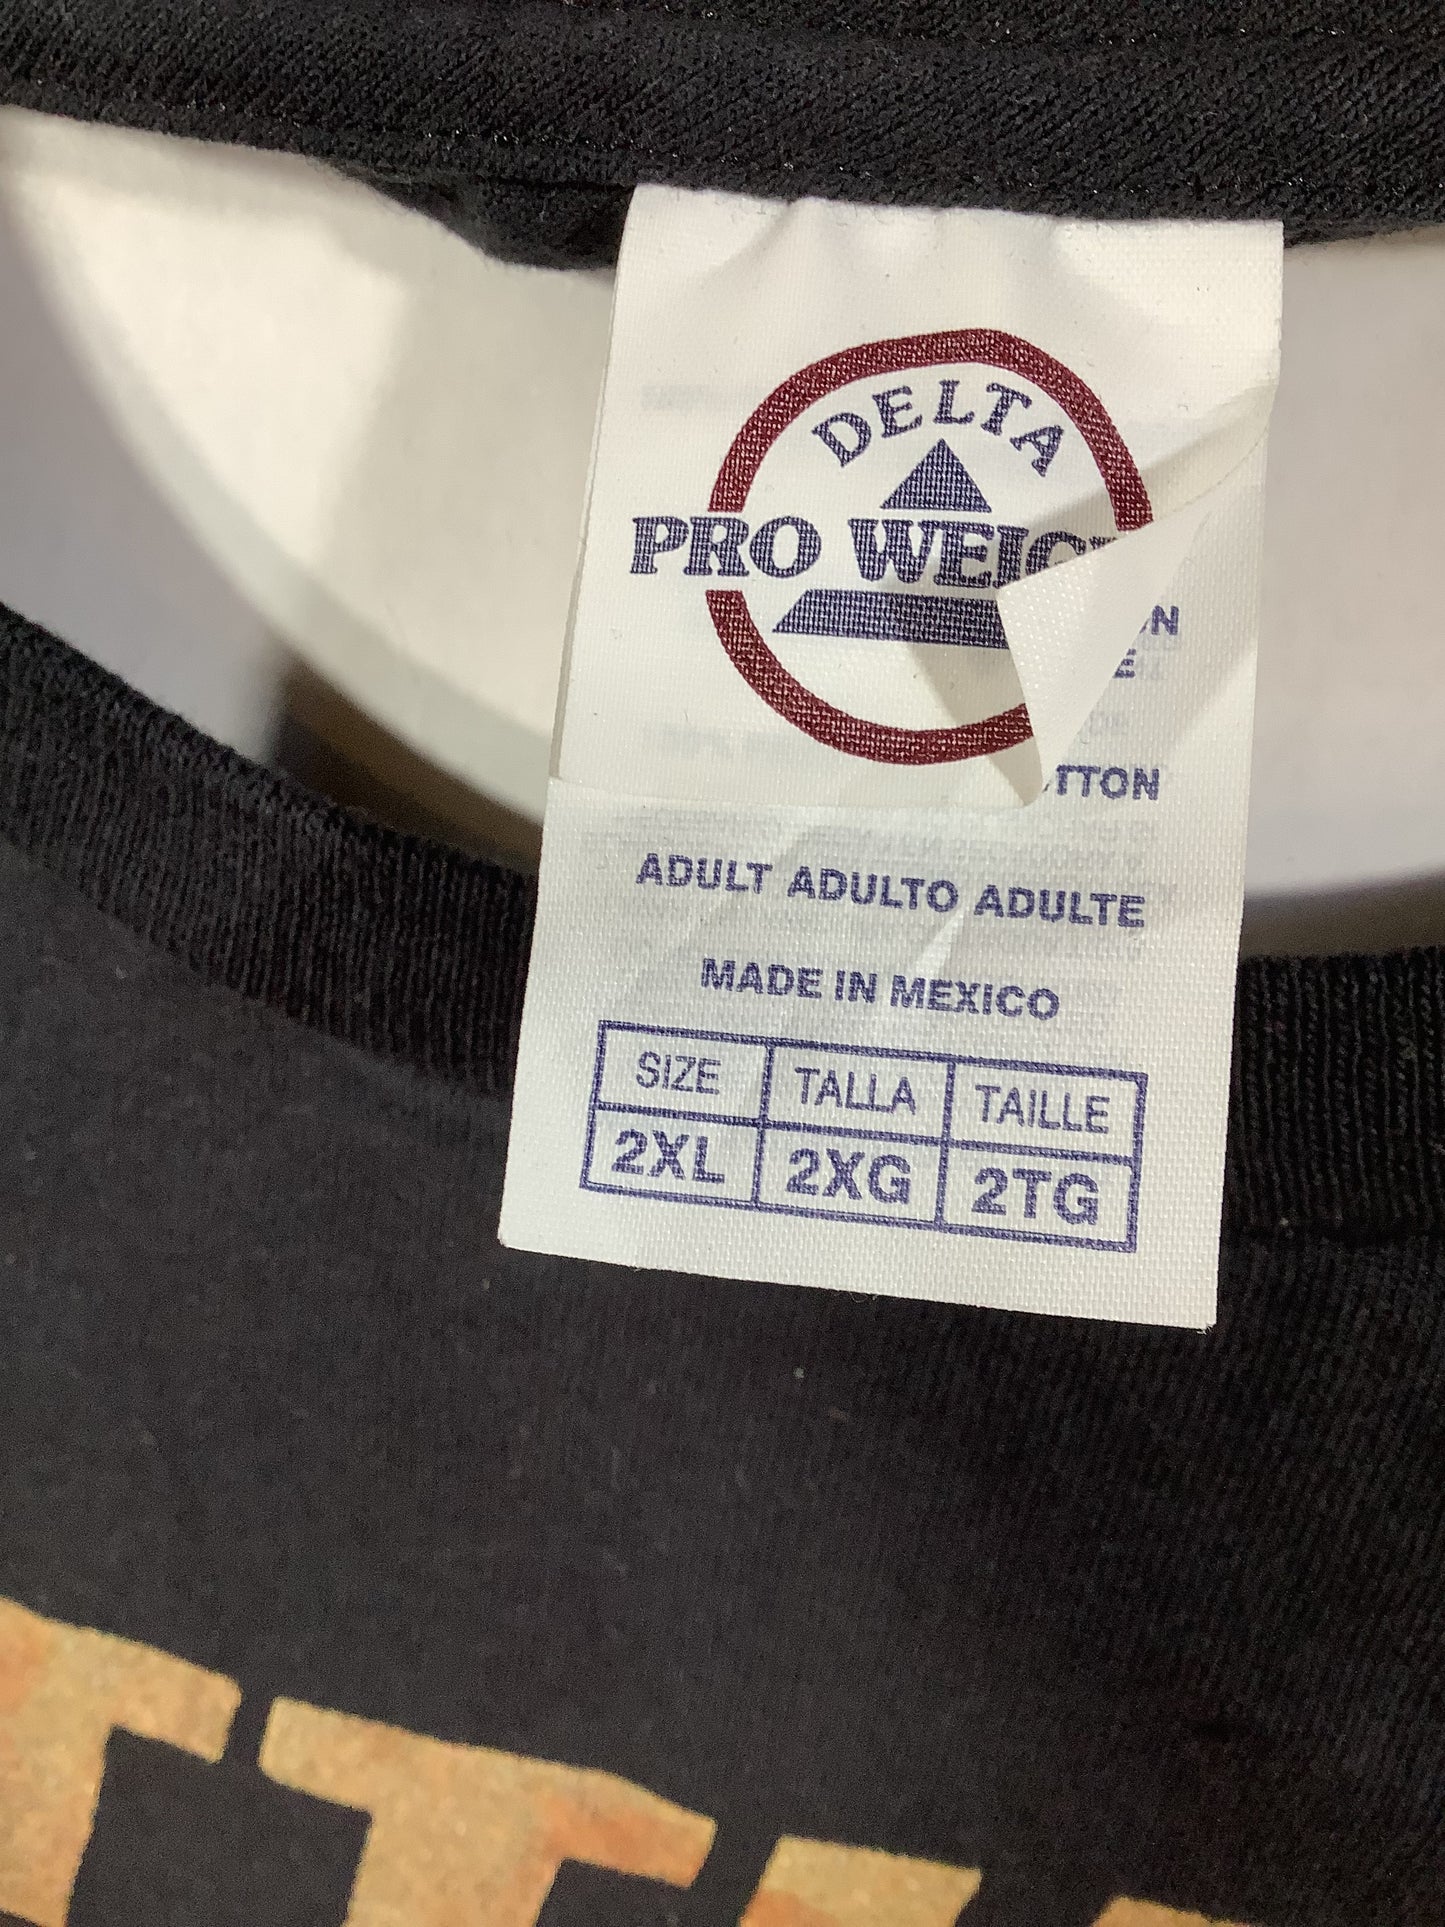 DELTA
PRO WEIG
TTON
ADULT ADULTO ADULTE
MADE IN MEXICO
SIZE TALLA TAILLE
2XL 2XG 2TG